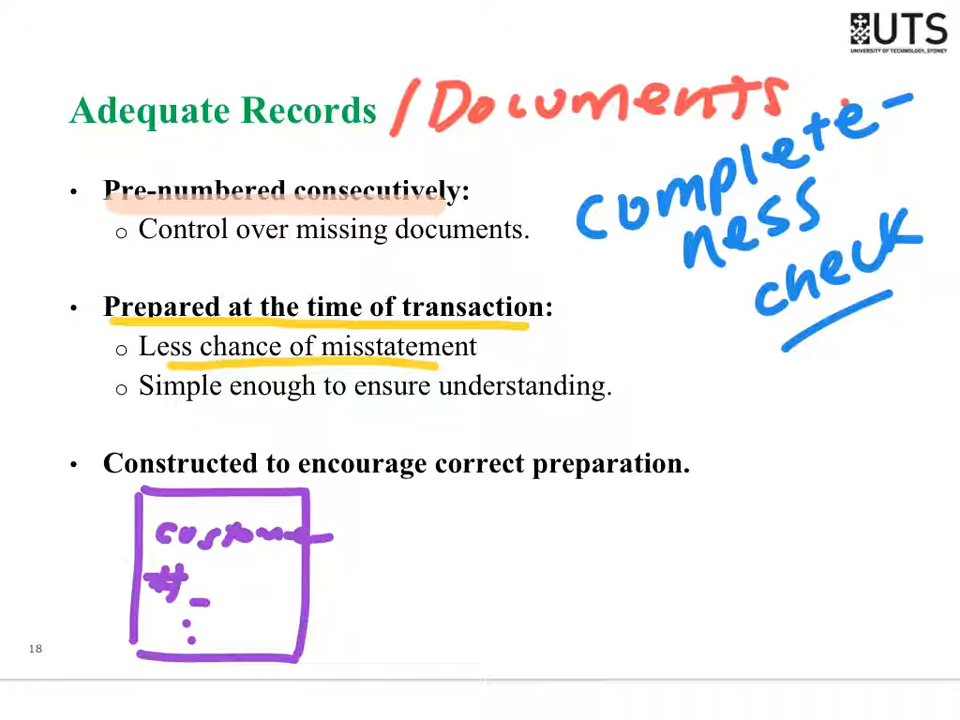 UTS
UNIVERSITY OF TECHNOLOGY, SYDNEY
Adequate Records /Documents
Complete-
ness
check
• Pre-numbered consecutively:
o Control over missing documents.
• Prepared at the time of transaction:
o Less chance of misstatement
o Simple enough to ensure understanding.
• Constructed to encourage correct preparation.
customer
#
18